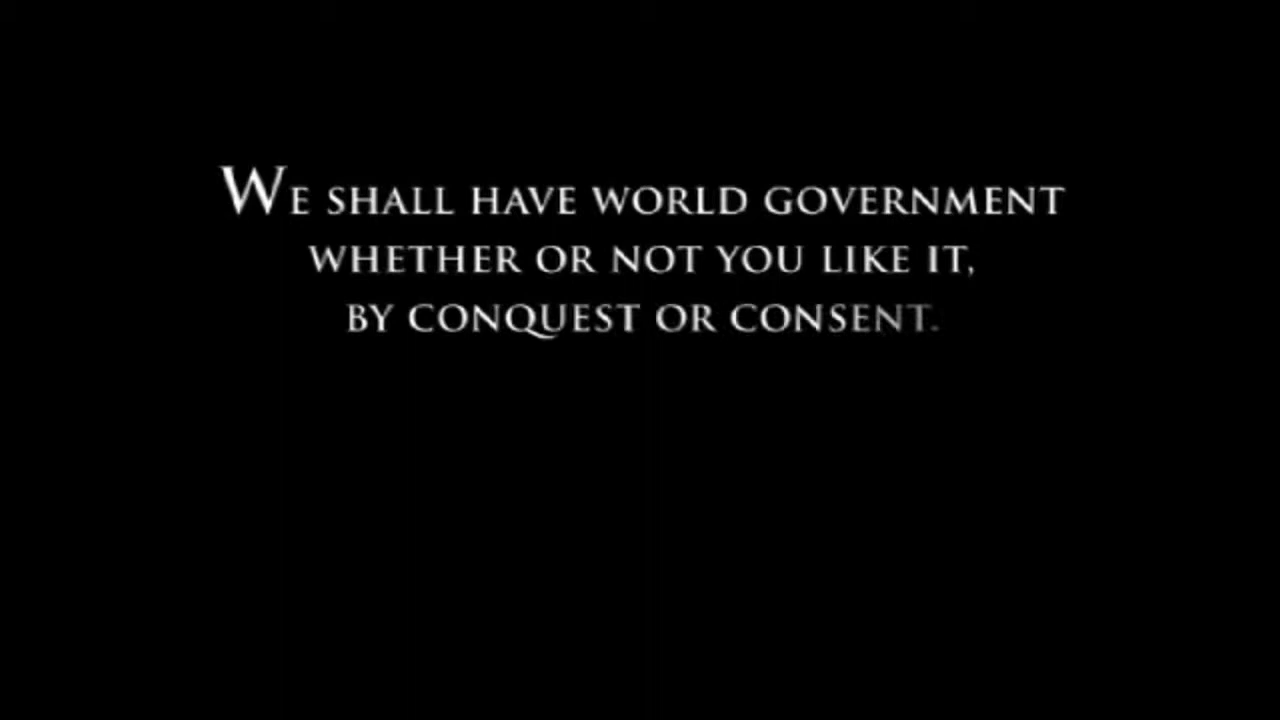 We shall have world government
whether or not you like it,
by conquest or consent.